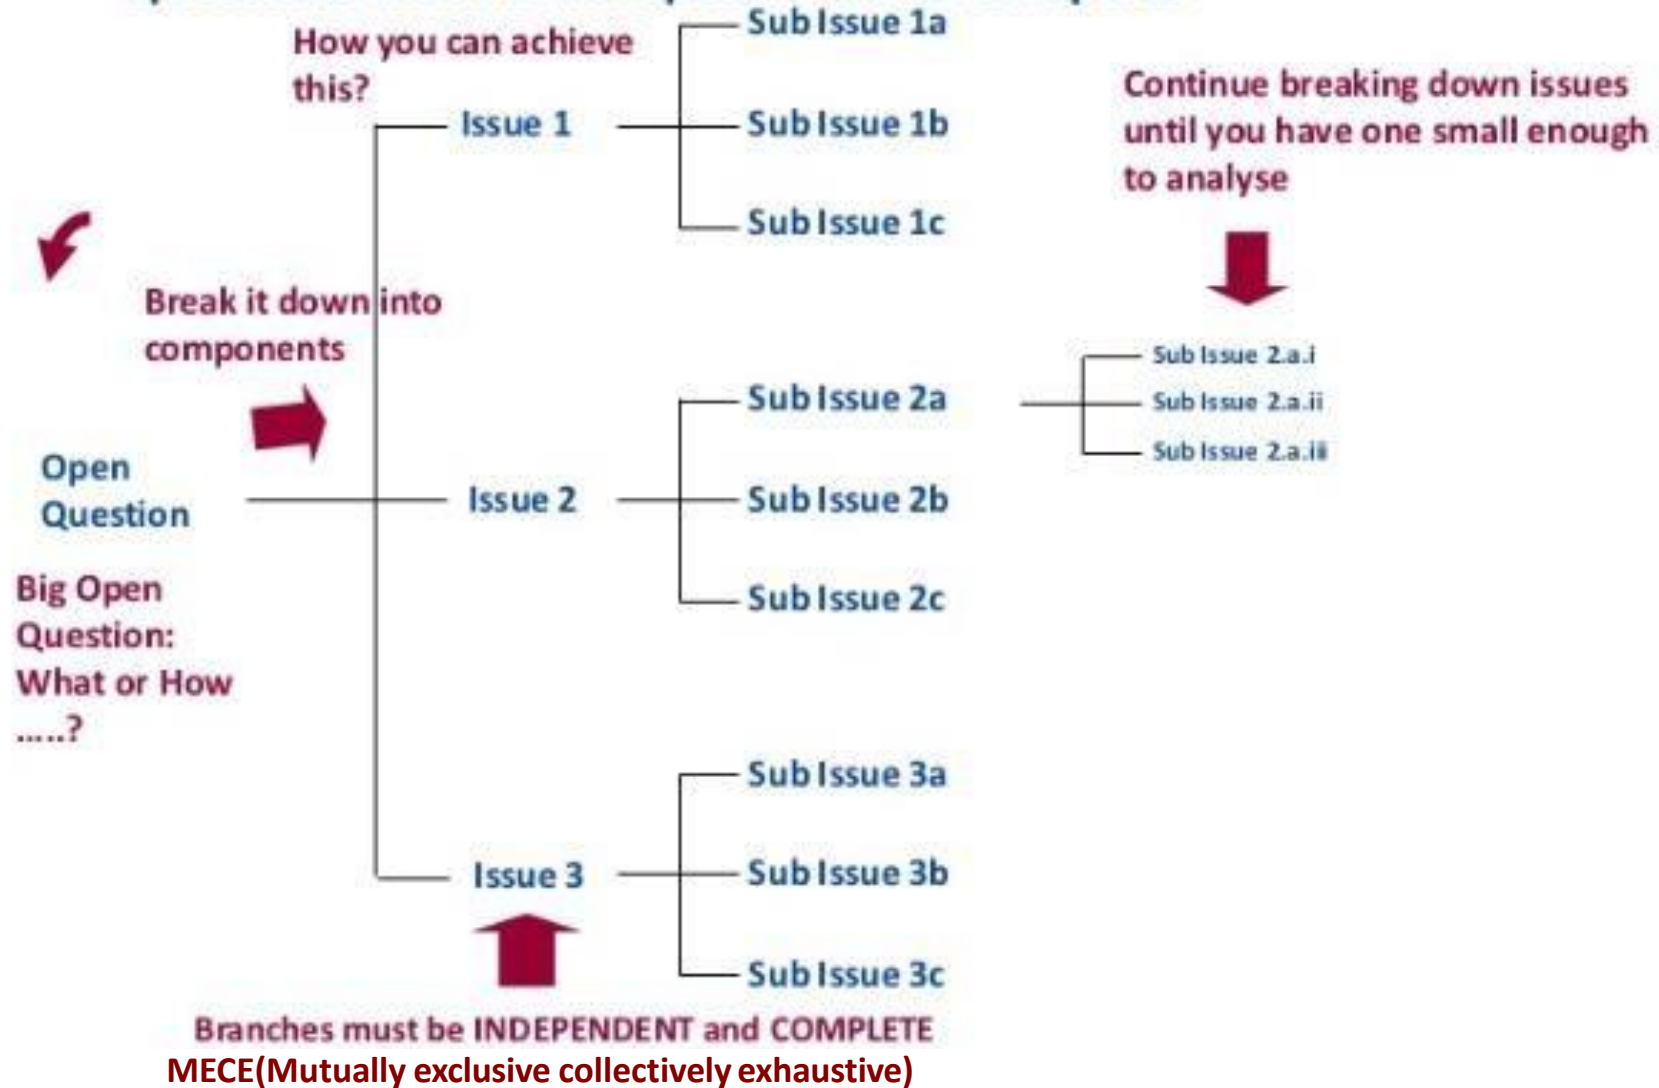 How you can achieve
this?
Issue 1
Sub Issue 1a
Sub Issue 1b
Sub Issue 1c
Continue breaking down issues
until you have one small enough
to analyse
Break it down into
components
Open
Question
Big Open
Question:
What or How
.....?
Issue 2
Sub Issue 2a
Sub Issue 2b
Sub Issue 2c
Sub Issue 2.a.i
Sub Issue 2.a.ii
Sub Issue 2.a.iii
Issue 3
Sub Issue 3a
Sub Issue 3b
Sub Issue 3c
Branches must be INDEPENDENT and COMPLETE
MECE(Mutually exclusive collectively exhaustive)